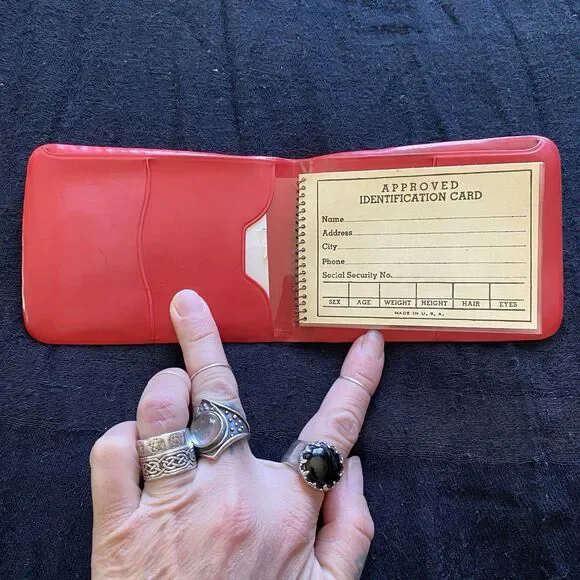 APPROVED
IDENTIFICATION CARD
Name
Address
City
Phone
Social Security No.
SEX AGE WEIGHT HEIGHT HAIR EYES
MADE IN U. S. A.